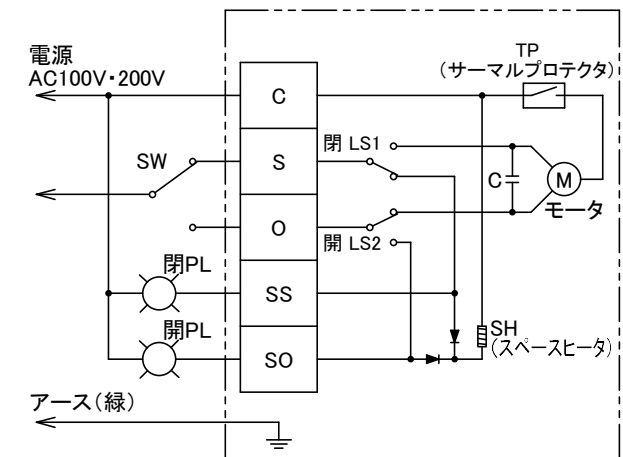 電源
AC100V・200V
TP
(サーマルプロテクタ)
C
閉 LS1
SW
S
C
M
モータ
O
開 LS2
閉PL
SS
開PL
SH
(スペースヒータ)
SO
アース(緑)